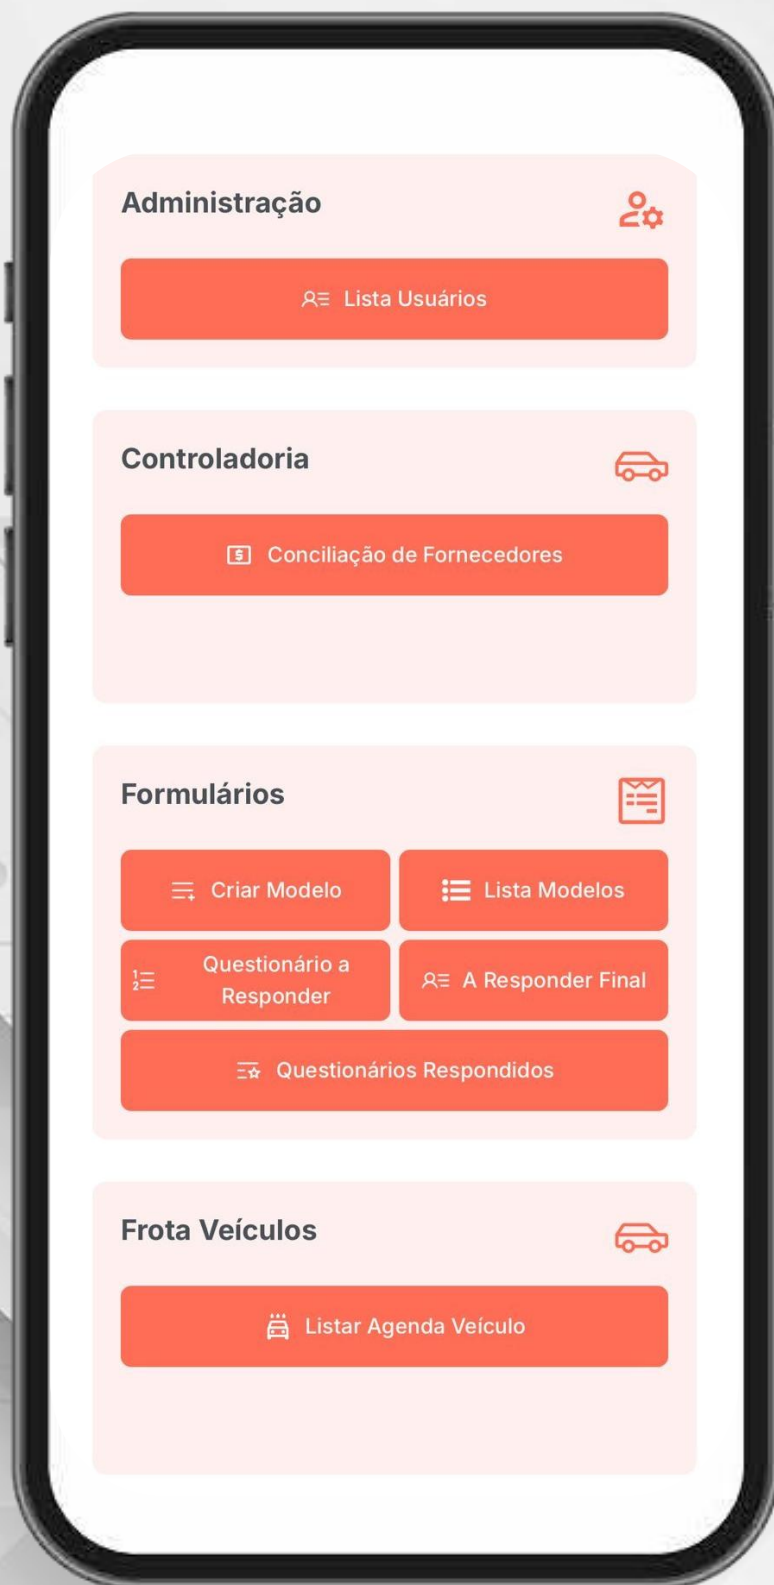 Administração
Lista Usuários
Controladoria
Conciliação de Fornecedores
Formulários
Criar Modelo
Lista Modelos
Questionário a
Responder
A Responder Final
Questionários Respondidos
Frota Veículos
Listar Agenda Veículo